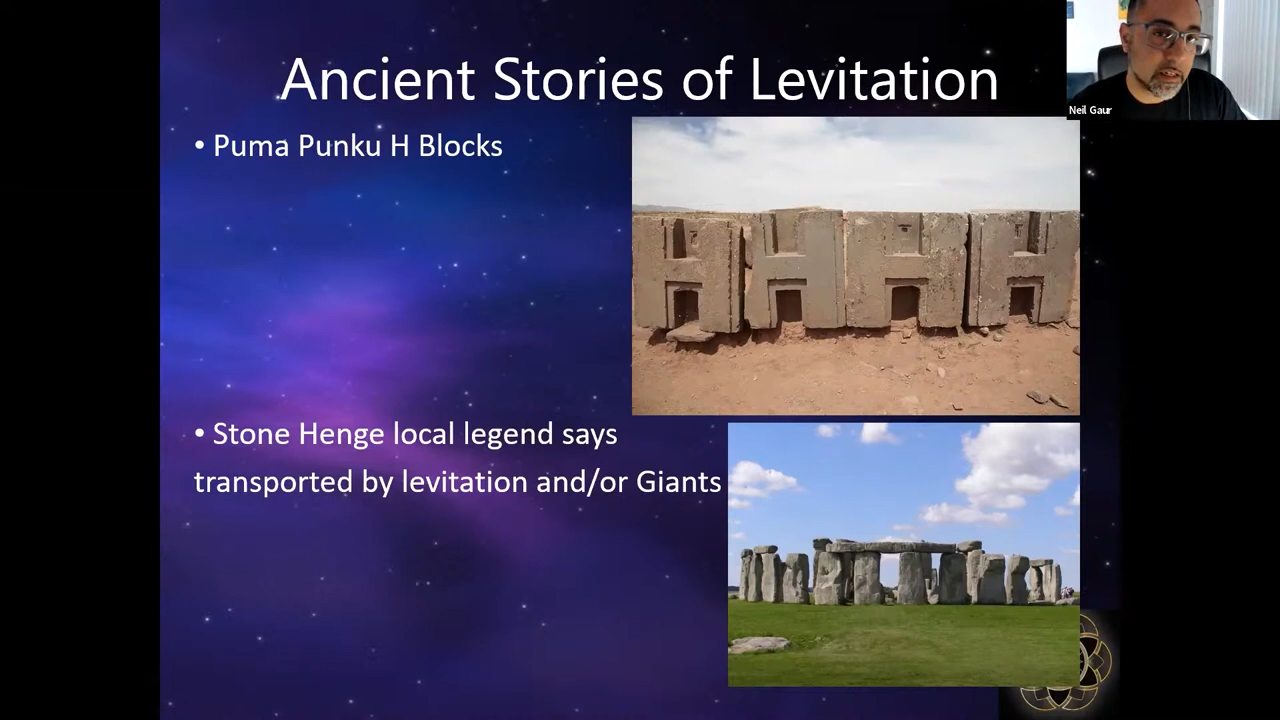 Ancient Stories of Levitation
Neil Gaur
• Puma Punku H Blocks
• Stone Henge local legend says
transported by levitation and/or Giants